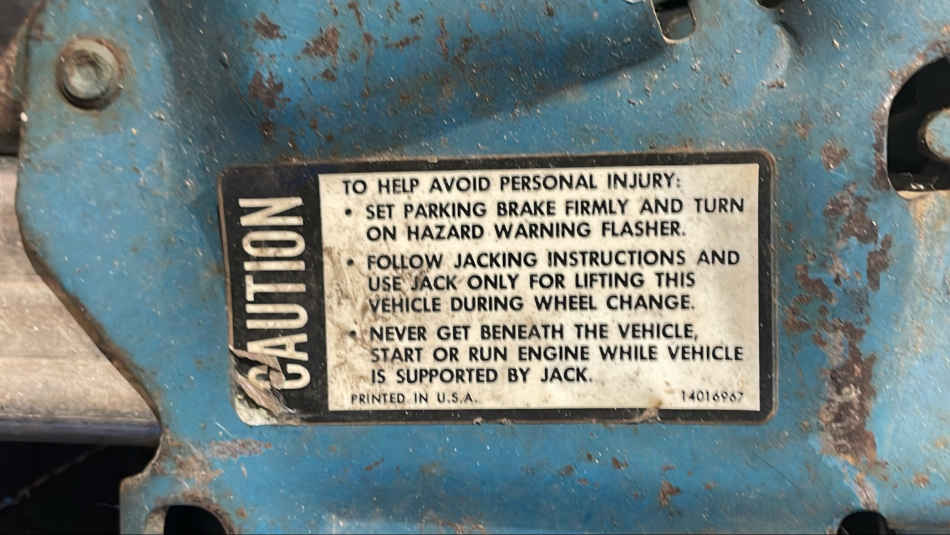 CAUTION
TO HELP AVOID PERSONAL INJURY:
• SET PARKING BRAKE FIRMLY AND TURN
ON HAZARD WARNING FLASHER.
• FOLLOW JACKING INSTRUCTIONS AND
USE JACK ONLY FOR LIFTING THIS
VEHICLE DURING WHEEL CHANGE.
• NEVER GET BENEATH THE VEHICLE,
START OR RUN ENGINE WHILE VEHICLE
IS SUPPORTED BY JACK.
PRINTED IN U.S.A. 14016967